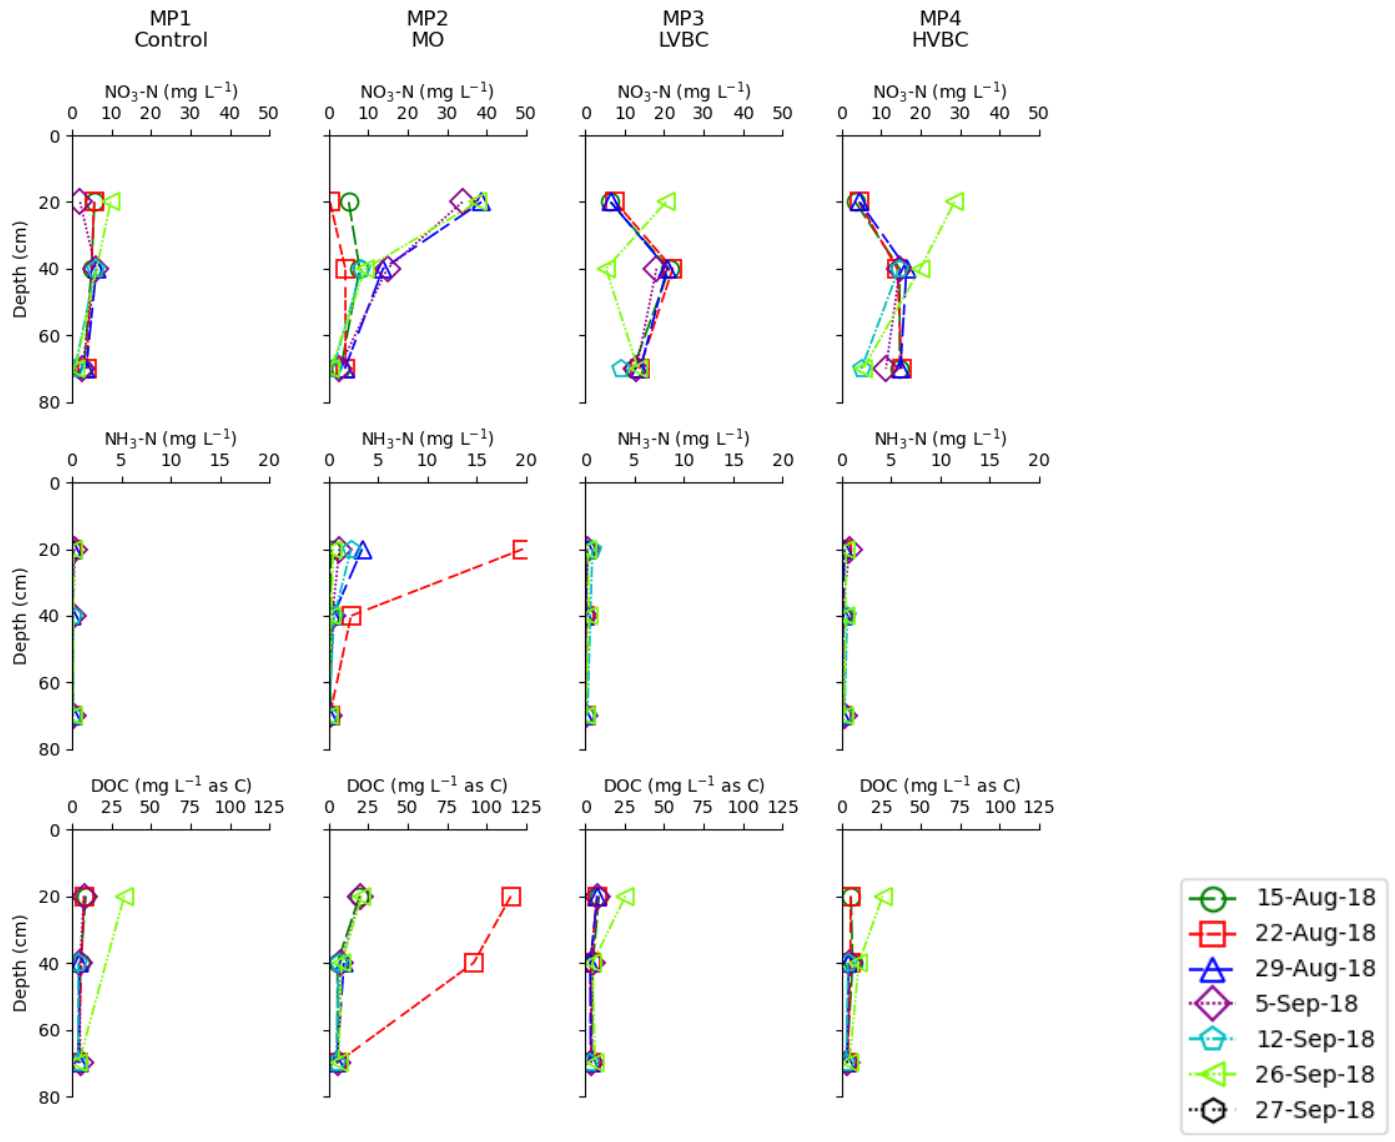 MP1 MP2 MP3 MP4
Control MO LVBC HVBC
NO₃-N (mg L⁻¹) NO₃-N (mg L⁻¹) NO₃-N (mg L⁻¹) NO₃-N (mg L⁻¹)
0 10 20 30 40 50 0 10 20 30 40 50 0 10 20 30 40 50 0 10 20 30 40 50
0
20
40
60
80
Depth (cm)
NH₃-N (mg L⁻¹) NH₃-N (mg L⁻¹) NH₃-N (mg L⁻¹) NH₃-N (mg L⁻¹)
0 5 10 15 20 0 5 10 15 20 0 5 10 15 20 0 5 10 15 20
0
20
40
60
80
Depth (cm)
DOC (mg L⁻¹ as C) DOC (mg L⁻¹ as C) DOC (mg L⁻¹ as C) DOC (mg L⁻¹ as C)
0 25 50 75 100 125 0 25 50 75 100 125 0 25 50 75 100 125 0 25 50 75 100 125
0
20
40
60
80
Depth (cm)
15-Aug-18
22-Aug-18
29-Aug-18
5-Sep-18
12-Sep-18
26-Sep-18
27-Sep-18